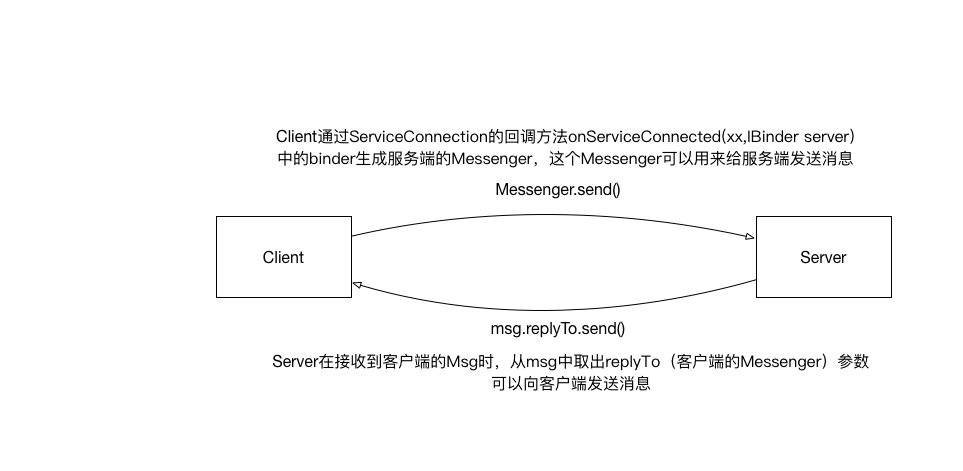 Client通过ServiceConnection的回调方法onServiceConnected(xx,IBinder server)
中的binder生成服务端的Messenger，这个Messenger可以用来给服务端发送消息
Messenger.send()
Client
Server
msg.replyTo.send()
Server在接收到客户端的Msg时，从msg中取出replyTo（客户端的Messenger）参数
可以向客户端发送消息